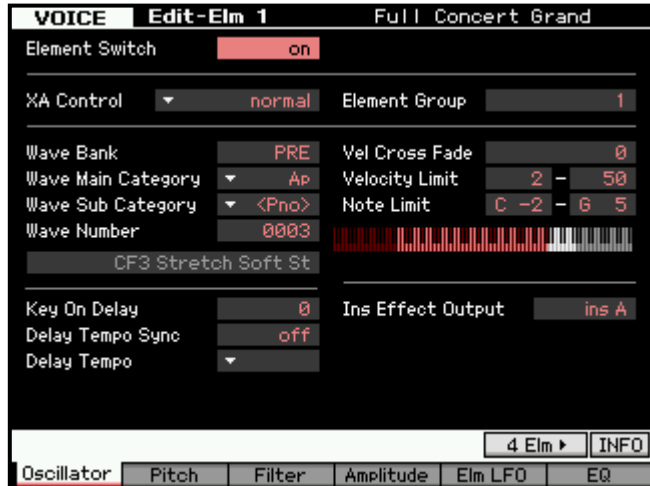 VOICE Edit-Elm 1 Full Concert Grand
Element Switch on
XA Control normal Element Group 1
Wave Bank PRE Vel Cross Fade 0
Wave Main Category Ap Velocity Limit 2 - 50
Wave Sub Category <Pno> Note Limit C -2 - G 5
Wave Number 0003
CF3 Stretch Soft St
Key On Delay 0 Ins Effect Output ins A
Delay Tempo Sync off
Delay Tempo
4 Elm INFO
Oscillator Pitch Filter Amplitude Elm LFO EQ